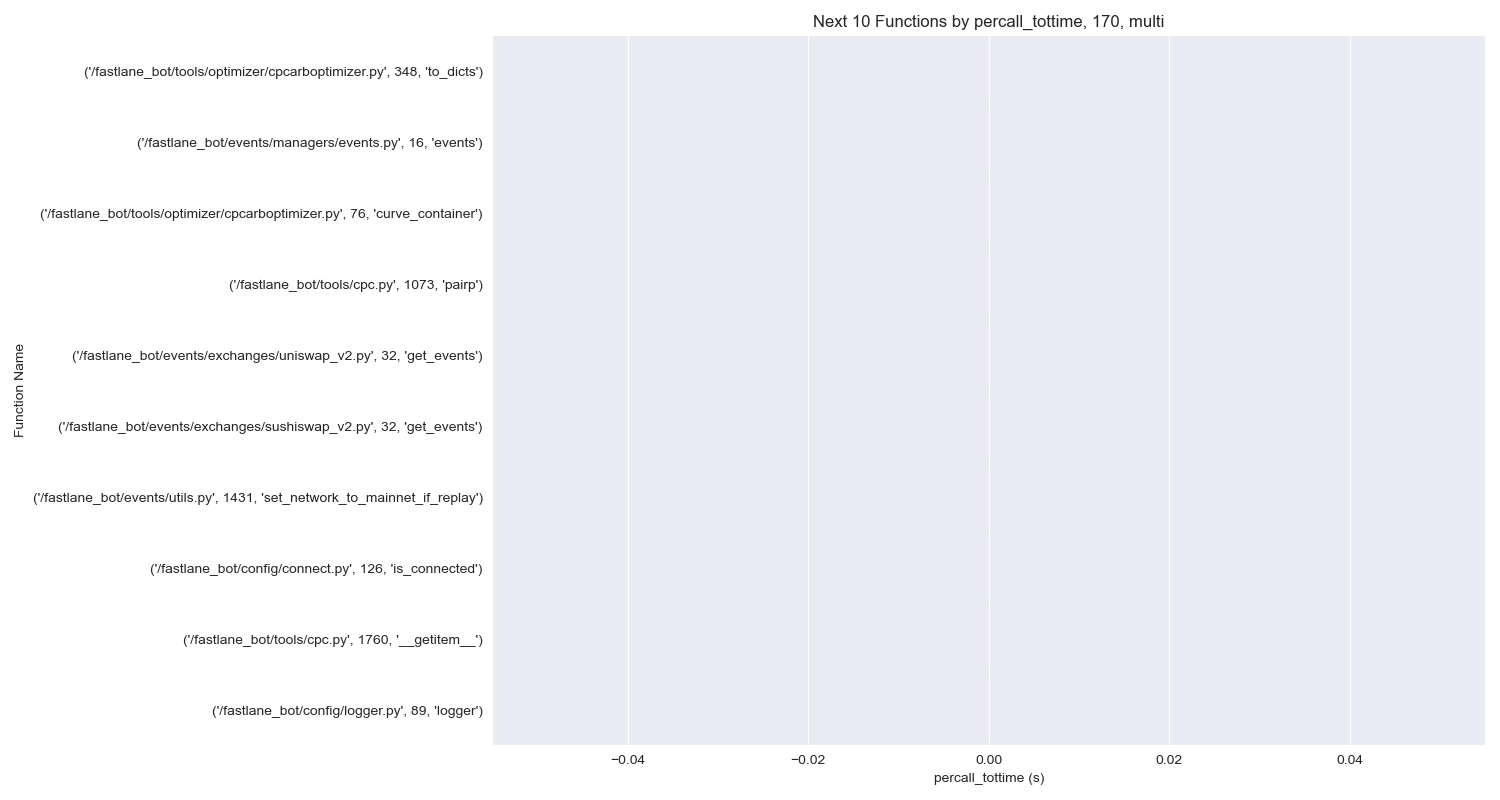 Next 10 Functions by percall_tottime, 170, multi
('/fastlane_bot/tools/optimizer/cpcarboptimizer.py', 348, 'to_dicts')
('/fastlane_bot/events/managers/events.py', 16, 'events')
('/fastlane_bot/tools/optimizer/cpcarboptimizer.py', 76, 'curve_container')
('/fastlane_bot/tools/cpc.py', 1073, 'pairp')
('/fastlane_bot/events/exchanges/uniswap_v2.py', 32, 'get_events')
('/fastlane_bot/events/exchanges/sushiswap_v2.py', 32, 'get_events')
('/fastlane_bot/events/utils.py', 1431, 'set_network_to_mainnet_if_replay')
('/fastlane_bot/config/connect.py', 126, 'is_connected')
('/fastlane_bot/tools/cpc.py', 1760, '__getitem__')
('/fastlane_bot/config/logger.py', 89, 'logger')
Function Name
−0.04 −0.02 0.00 0.02 0.04
percall_tottime (s)